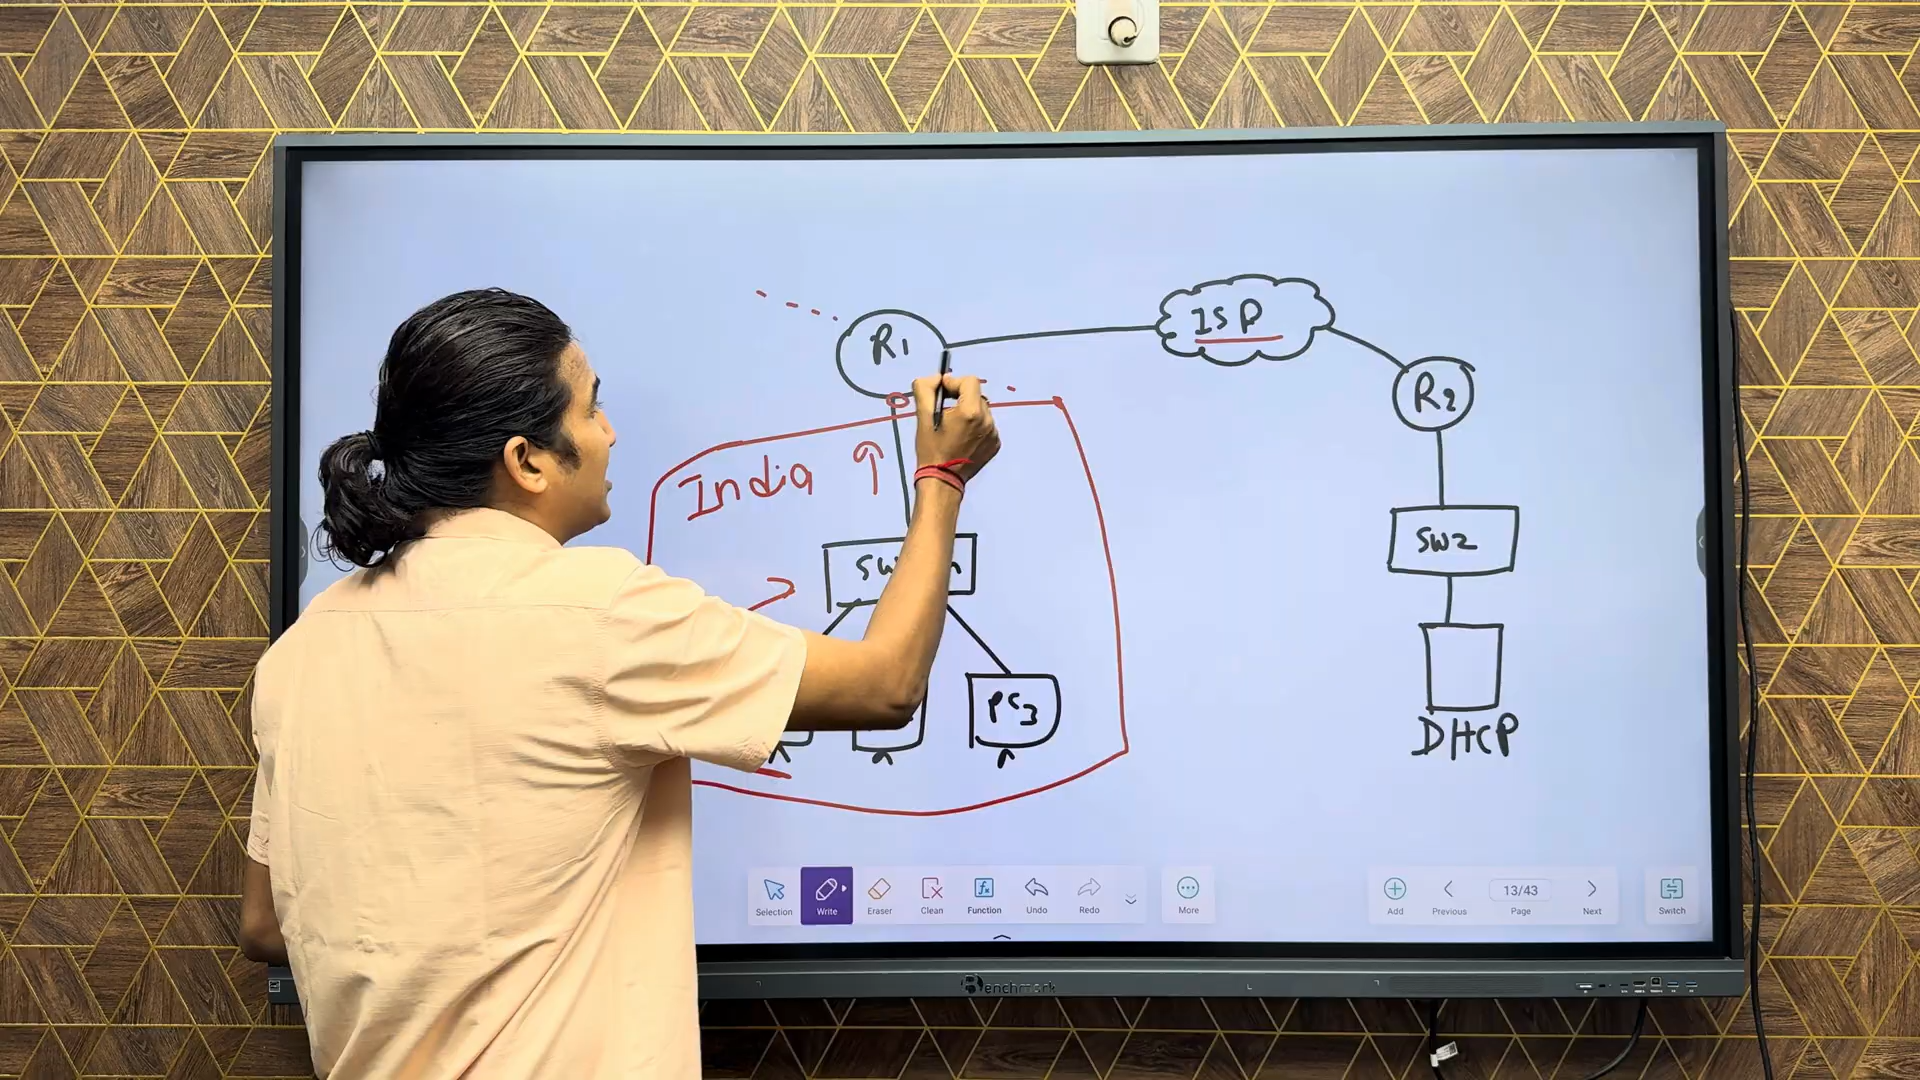 R1
ISP
R2
India
SW2
PC3
DHCP
Selection
Write
Eraser
Clean
Function
Undo
Redo
More
Add
Previous
13/43
Page
Next
Switch
Benchmark